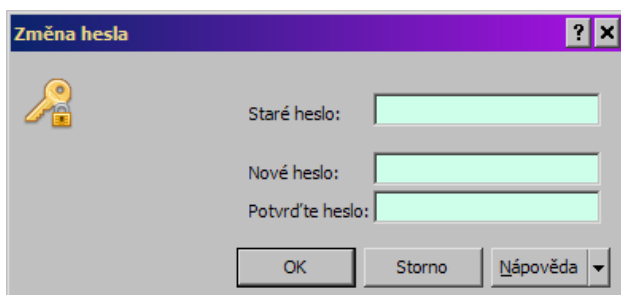 Změna hesla
Staré heslo:
Nové heslo:
Potvrďte heslo:
OK Storno Nápověda